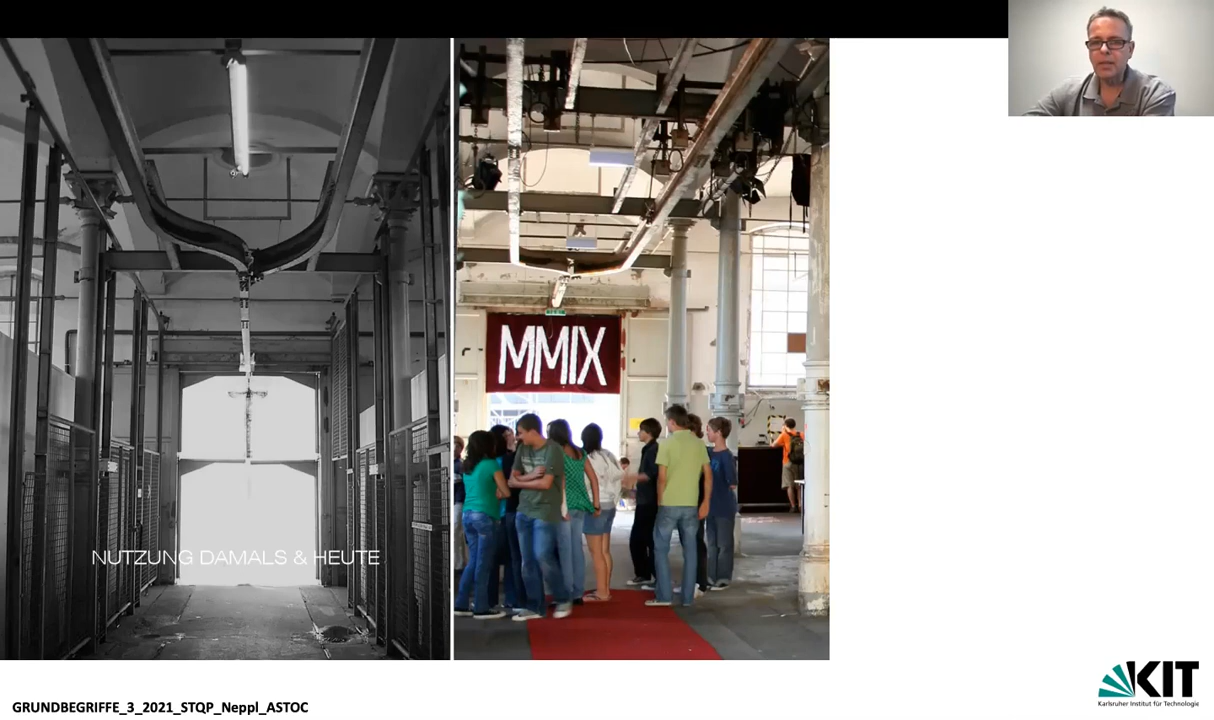 MMIX
NUTZUNG DAMALS & HEUTE
KIT
Karlsruher Institut für Technologie
GRUNDBEGRIFFE_3_2021_STQP_Neppl_ASTOC